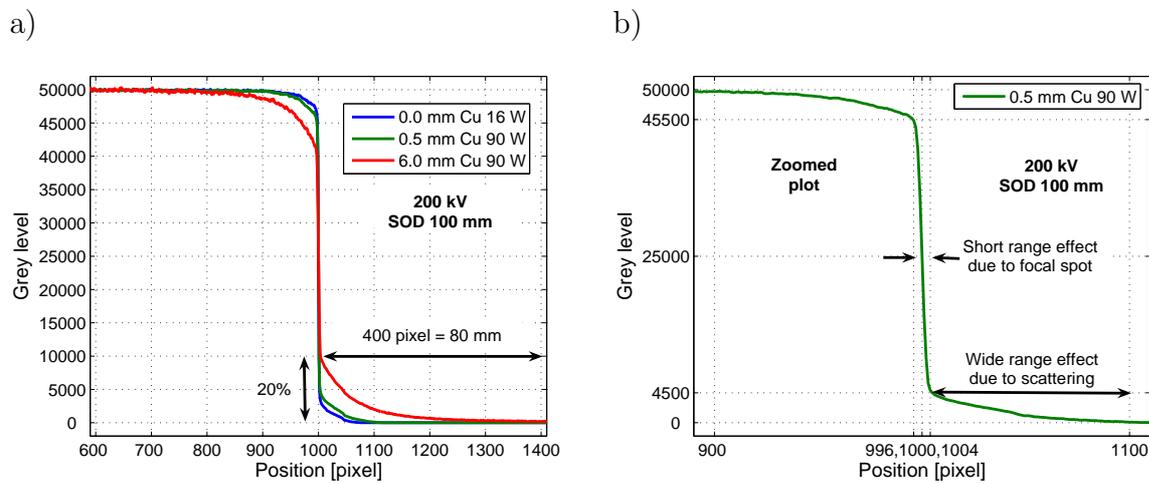 a)
50000
45000
40000
35000
30000
25000
20000
15000
10000
5000
0
Grey level
0.0 mm Cu 16 W
0.5 mm Cu 90 W
6.0 mm Cu 90 W
200 kV
SOD 100 mm
400 pixel = 80 mm
20%
600 700 800 900 1000 1100 1200 1300 1400
Position [pixel]
b)
50000
45500
25000
4500
0
Grey level
0.5 mm Cu 90 W
Zoomed
plot
200 kV
SOD 100 mm
Short range effect
due to focal spot
Wide range effect
due to scattering
900 996,1000,1004 1100
Position [pixel]